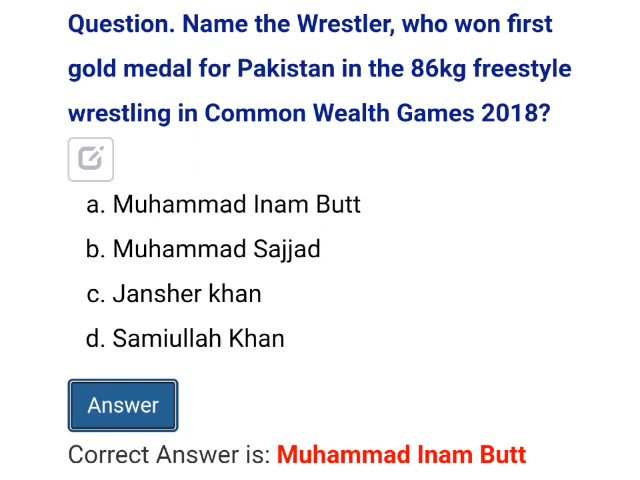 Question. Name the Wrestler, who won first
gold medal for Pakistan in the 86kg freestyle
wrestling in Common Wealth Games 2018?
a. Muhammad Inam Butt
b. Muhammad Sajjad
c. Jansher khan
d. Samiullah Khan
Answer
Correct Answer is: Muhammad Inam Butt